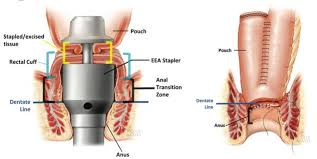 Pouch
Stapled/excised
tissue
Rectal Cuff
EEA Stapler
Anal
Transition
Zone
Dentate
Line
Anus
Pouch
Dentate
Line
Anus